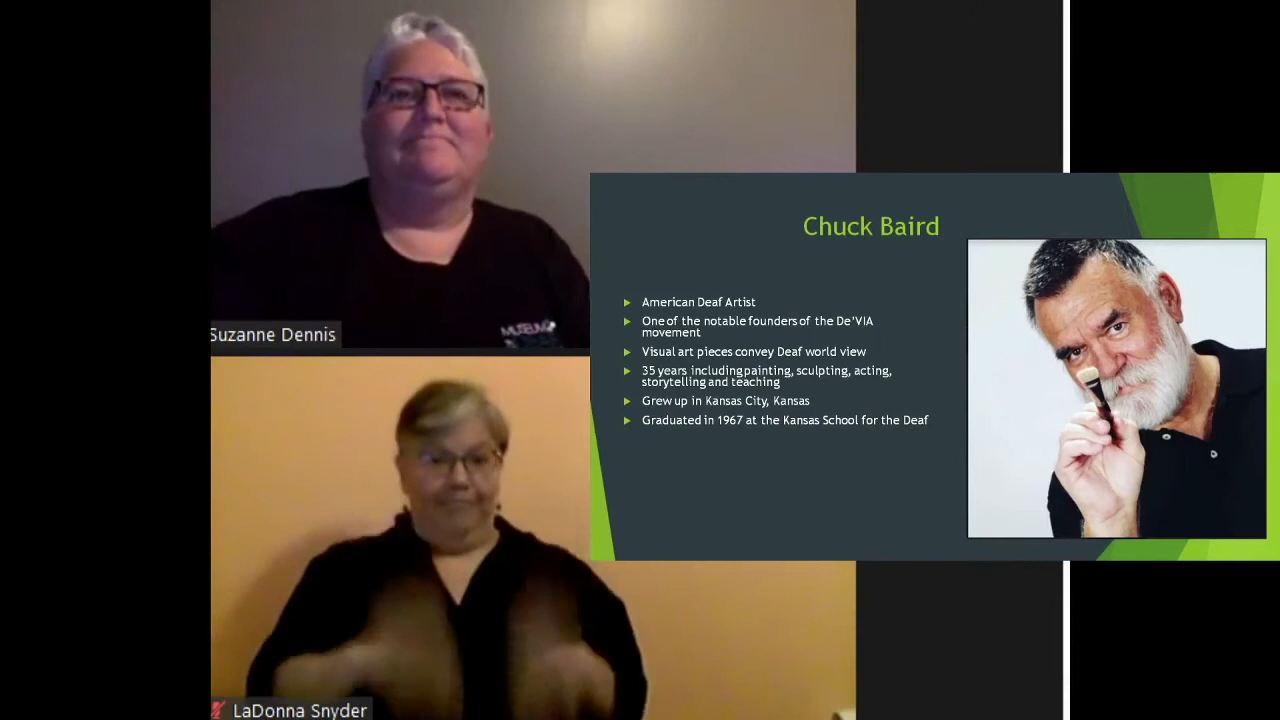 Suzanne Dennis
MUSEUM
LaDonna Snyder
Chuck Baird
American Deaf Artist
One of the notable founders of the De'VIA
movement
Visual art pieces convey Deaf world view
35 years including painting, sculpting, acting,
storytelling and teaching
Grew up in Kansas City, Kansas
Graduated in 1967 at the Kansas School for the Deaf